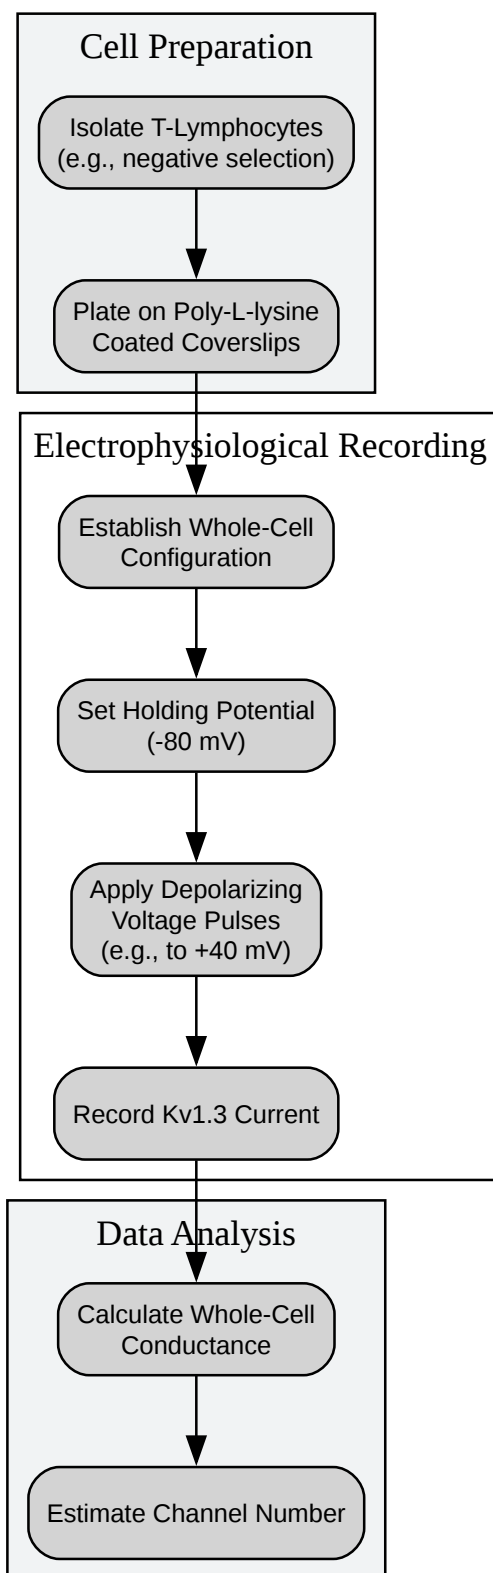 Cell Preparation
Isolate T-Lymphocytes
(e.g., negative selection)
Plate on Poly-L-lysine
Coated Coverslips
Electrophysiological Recording
Establish Whole-Cell
Configuration
Set Holding Potential
(-80 mV)
Apply Depolarizing
Voltage Pulses
(e.g., to +40 mV)
Record Kv1.3 Current
Data Analysis
Calculate Whole-Cell
Conductance
Estimate Channel Number